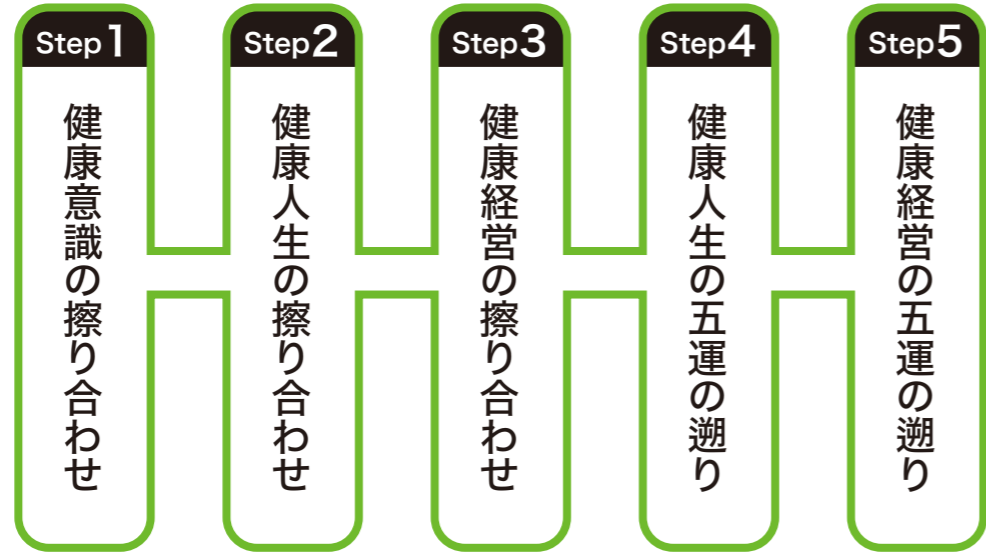 Step1
健康意識の擦り合わせ
Step2
健康人生の擦り合わせ
Step3
健康経営の擦り合わせ
Step4
健康人生の五運の遡り
Step5
健康経営の五運の遡り